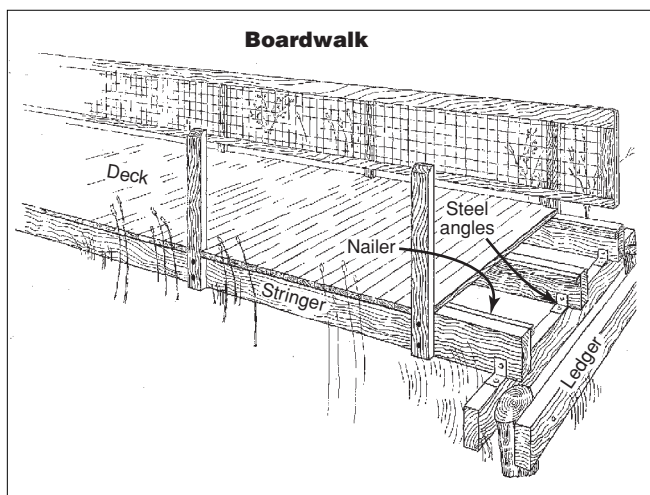 Boardwalk
Deck
Steel
angles
Nailer
Stringer
Ledger